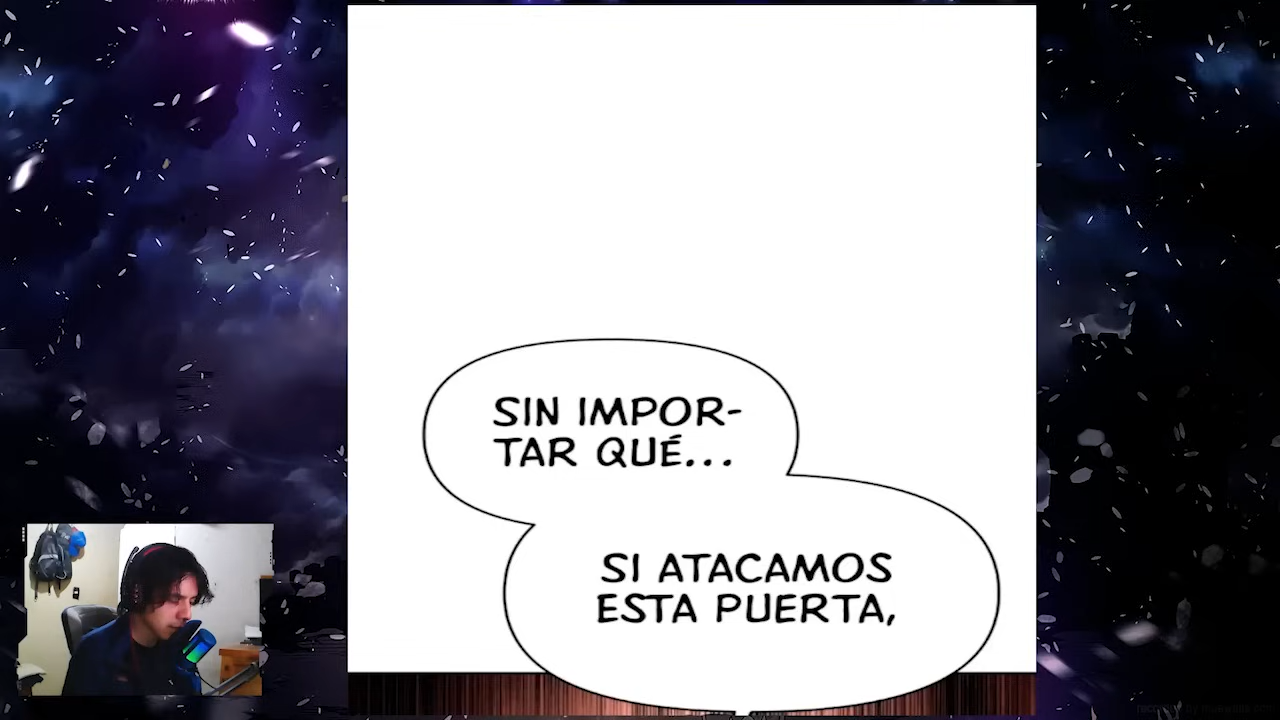 SIN IMPOR-
TAR QUÉ...
SI ATACAMOS
ESTA PUERTA,